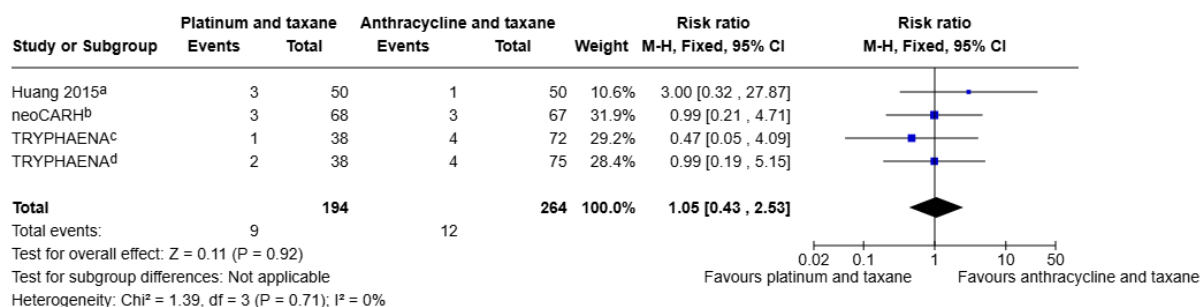 Platinum and taxane Anthracycline and taxane Risk ratio Risk ratio
Study or Subgroup Events Total Events Total Weight M-H, Fixed, 95% CI M-H, Fixed, 95% CI
Huang 2015a 3 50 1 50 10.6% 3.00 [0.32 , 27.87]
neoCARHb 3 68 3 67 31.9% 0.99 [0.21 , 4.71]
TRYPHAENAc 1 38 4 72 29.2% 0.47 [0.05 , 4.09]
TRYPHAENAd 2 38 4 75 28.4% 0.99 [0.19 , 5.15]
Total 194 264 100.0% 1.05 [0.43 , 2.53]
Total events: 9 12
Test for overall effect: Z = 0.11 (P = 0.92) 0.02 0.1 1 10 50
Test for subgroup differences: Not applicable Favours platinum and taxane Favours anthracycline and taxane
Heterogeneity: Chi² = 1.39, df = 3 (P = 0.71); I² = 0%